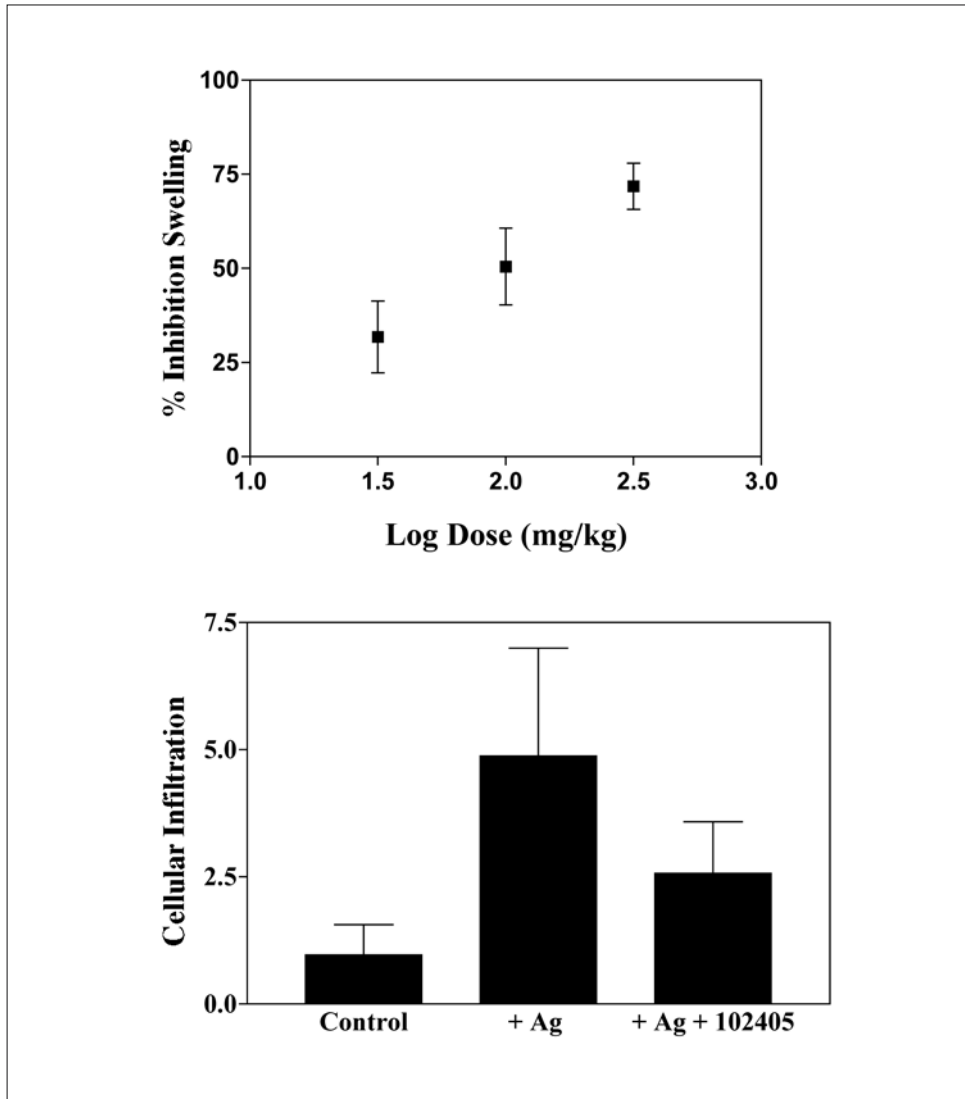 100
75
50
25
0
% Inhibition Swelling
1.0 1.5 2.0 2.5 3.0
Log Dose (mg/kg)
7.5
5.0
2.5
0.0
Cellular Infiltration
Control + Ag + Ag + 102405